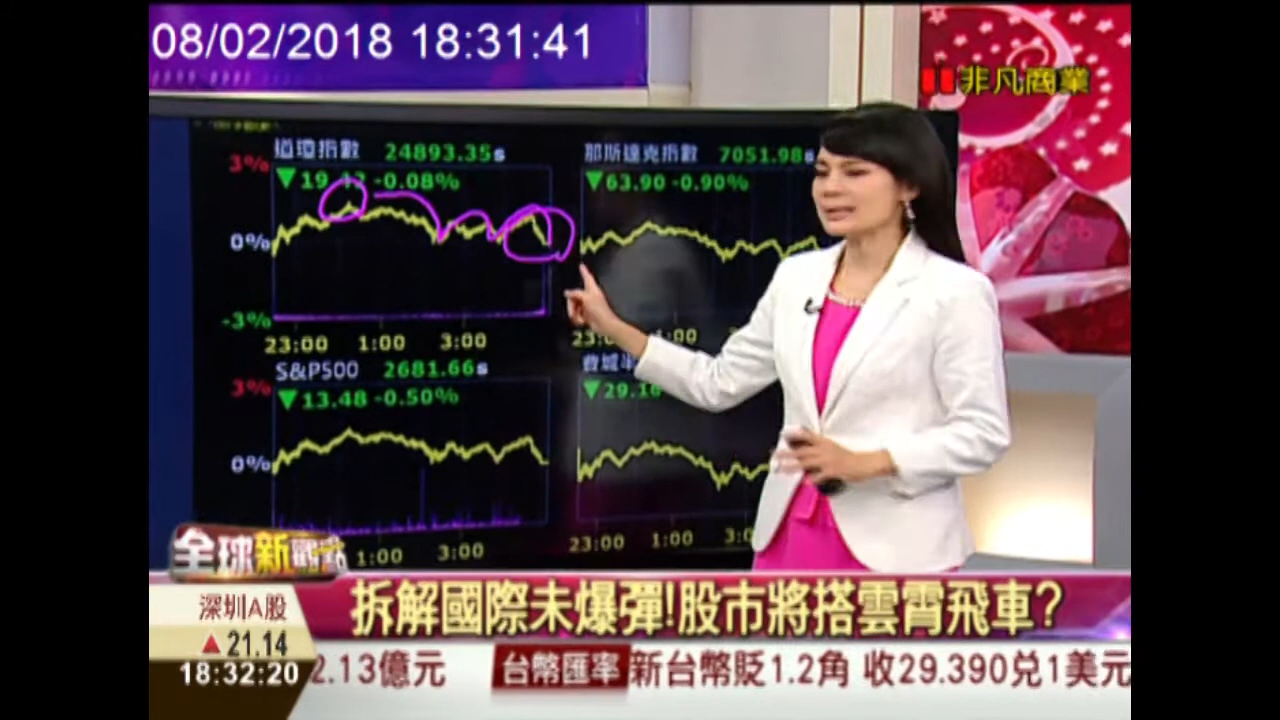 08/02/2018 18:31:41
非凡商業
道瓊指數 24893.35s
▼19.42 -0.08%
3%
0%
-3%
23:00 1:00 3:00
那斯達克指數 7051.98s
▼63.90 -0.90%
S&P500 2681.66s
▼13.48 -0.50%
3%
0%
1:00 3:00
▼29.16
23:00 1:00
全球新觀點
拆解國際未爆彈!股市將搭雲霄飛車?
深圳A股
▲21.14
18:32:20
2.13億元 台幣匯率 新台幣貶1.2角 收29.390兌1美元